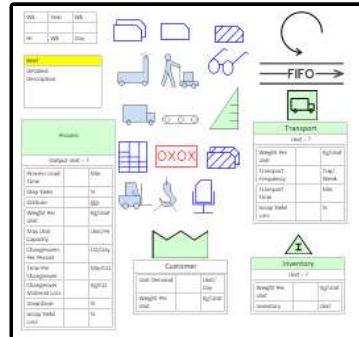 Wk
Year
Wk
Hr
Wk
Day
Brief
Detailed
Description
OXOX
FIFO
Process
Output Unit = ?
Process Lead
Time
Min
Step Yield
%
Weight Per
Unit
Kg/Unit
Max Unit
Capacity
Unit/Hr
Changeovers
Per Period
CO/Day
Time Per
Changeover
Min/CO
Changeover
Material Loss
Kg/CO
Downtime
%
Scrap Yield
Loss
%
Transport
Unit = ?
Weight Per
Unit
Kg/Unit
Transport
Frequency
Trip/
Week
Transport
Time
Min
Scrap Yield
Loss
%
Customer
Unit Demand
Unit/
Day
Weight Per
Unit
Kg/Unit
I
Inventory
Unit = ?
Weight Per
Unit
Kg/Unit
Inventory
Unit